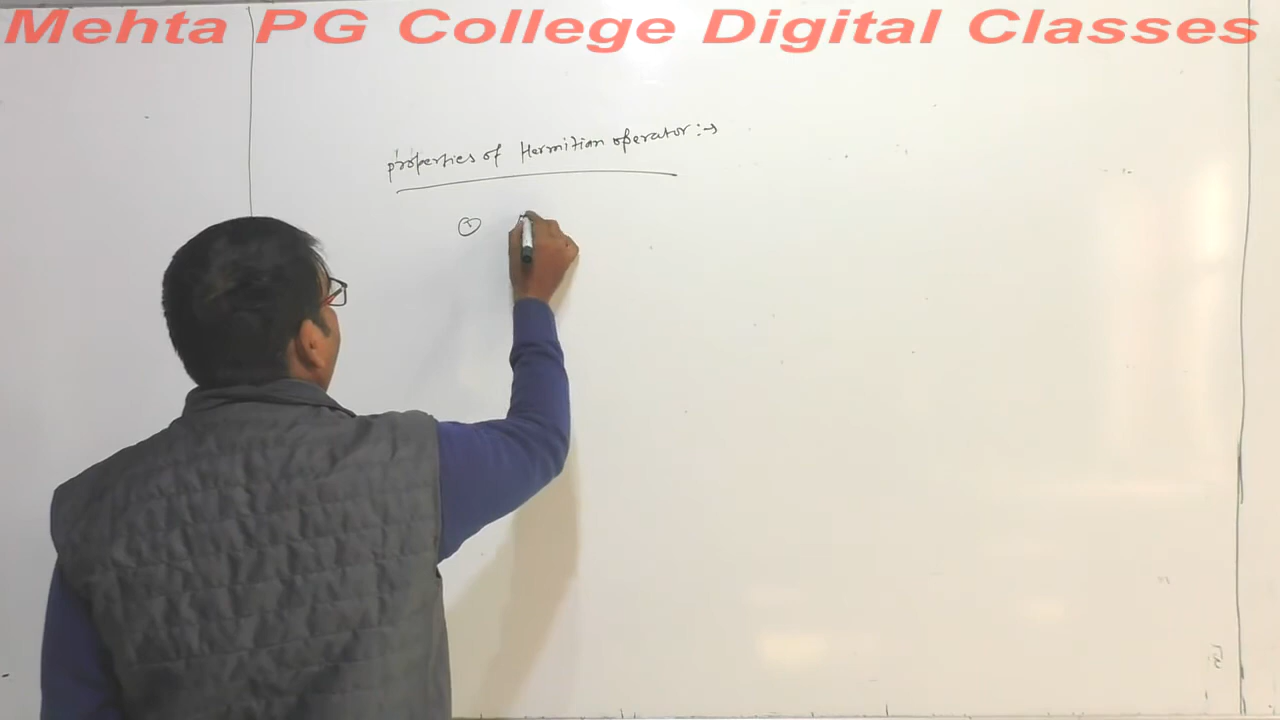 Mehta PG College Digital Classes
properties of Hermitian operator :→
①